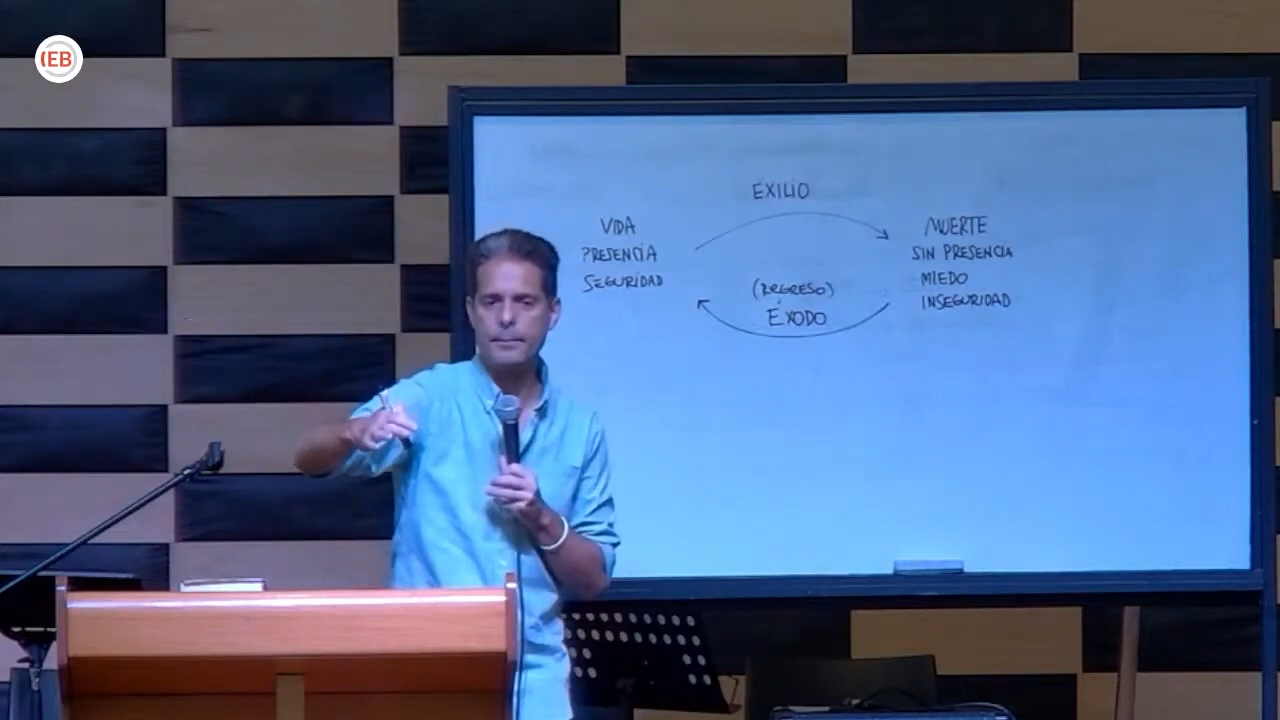 IEB
EXILIO
VIDA
PRESENCIA
SEGURIDAD
MUERTE
SIN PRESENCIA
MIEDO
INSEGURIDAD
(REGRESO)
ÉXODO